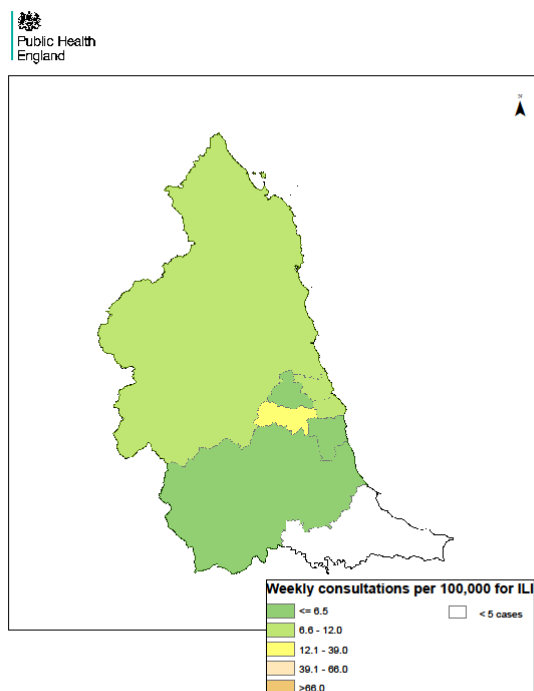 Public Health
England
N
Weekly consultations per 100,000 for ILI
<= 6.5
< 5 cases
6.6 - 12.0
12.1 - 39.0
39.1 - 66.0
>66.0